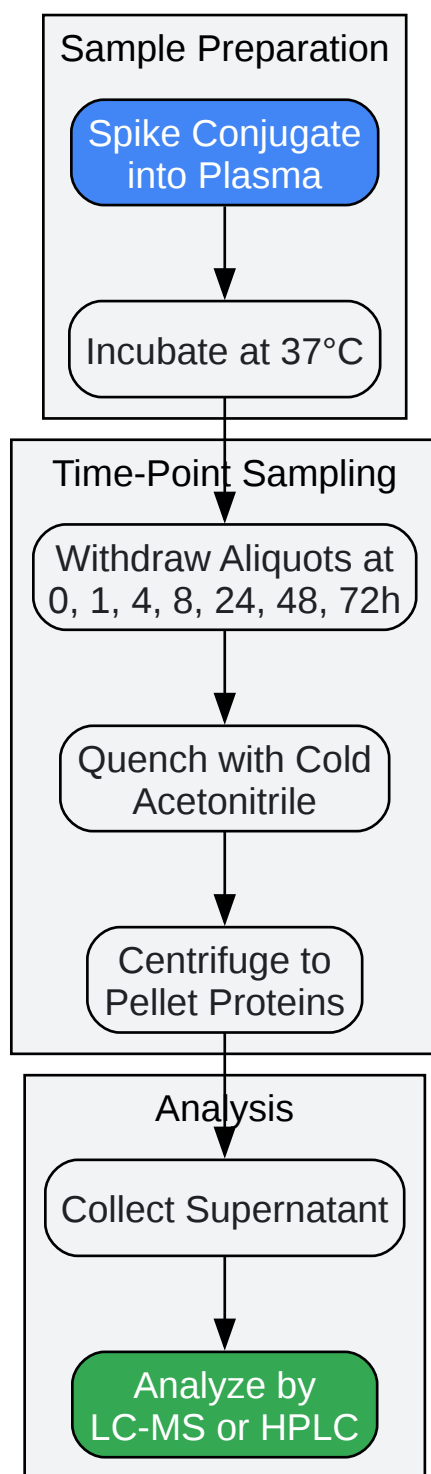 Sample Preparation
Spike Conjugate
into Plasma
Incubate at 37°C
Time-Point Sampling
Withdraw Aliquots at
0, 1, 4, 8, 24, 48, 72h
Quench with Cold
Acetonitrile
Centrifuge to
Pellet Proteins
Analysis
Collect Supernatant
Analyze by
LC-MS or HPLC